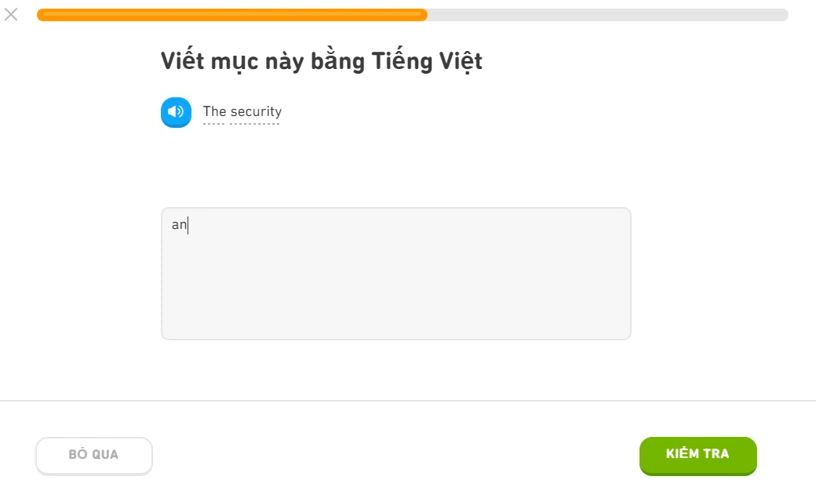 Viết mục này bằng Tiếng Việt
The security
an
BỎ QUA
KIỂM TRA